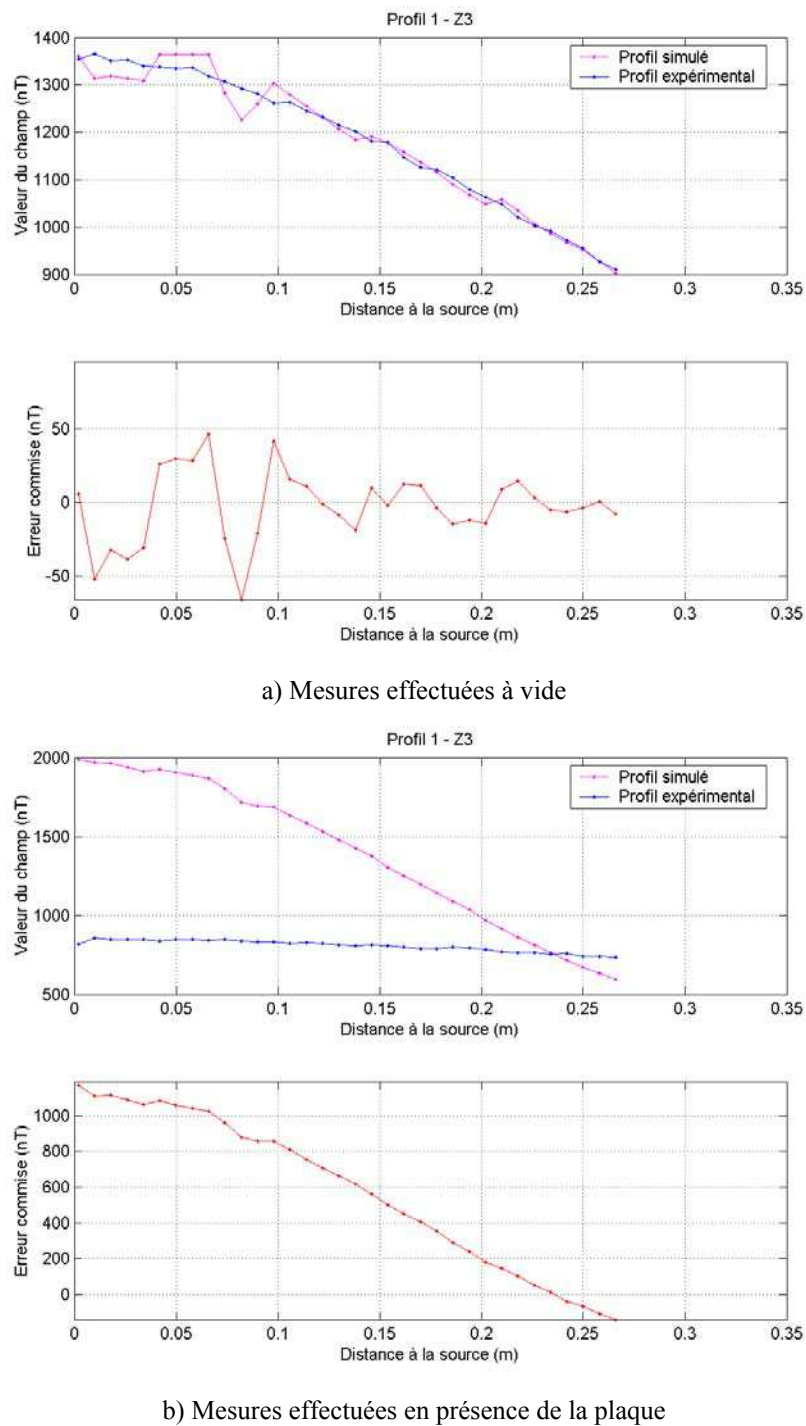 Profil 1 - Z3
1400
1300
1200
1100
1000
900
Valeur du champ (nT)
Profil simulé
Profil expérimental
0 0.05 0.1 0.15 0.2 0.25 0.3 0.35
Distance à la source (m)
50
0
-50
Erreur commise (nT)
0 0.05 0.1 0.15 0.2 0.25 0.3 0.35
Distance à la source (m)
a) Mesures effectuées à vide
Profil 1 - Z3
2000
1500
1000
500
Valeur du champ (nT)
Profil simulé
Profil expérimental
0 0.05 0.1 0.15 0.2 0.25 0.3 0.35
Distance à la source (m)
1000
800
600
400
200
0
Erreur commise (nT)
0 0.05 0.1 0.15 0.2 0.25 0.3 0.35
Distance à la source (m)
b) Mesures effectuées en présence de la plaque